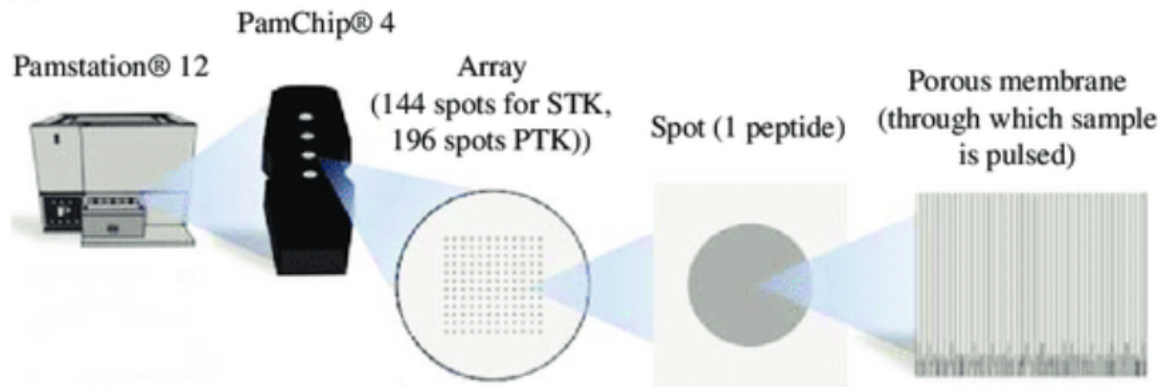 PamChip® 4
Pamstation® 12
Array
(144 spots for STK,
196 spots PTK))
Spot (1 peptide)
Porous membrane
(through which sample
is pulsed)
P